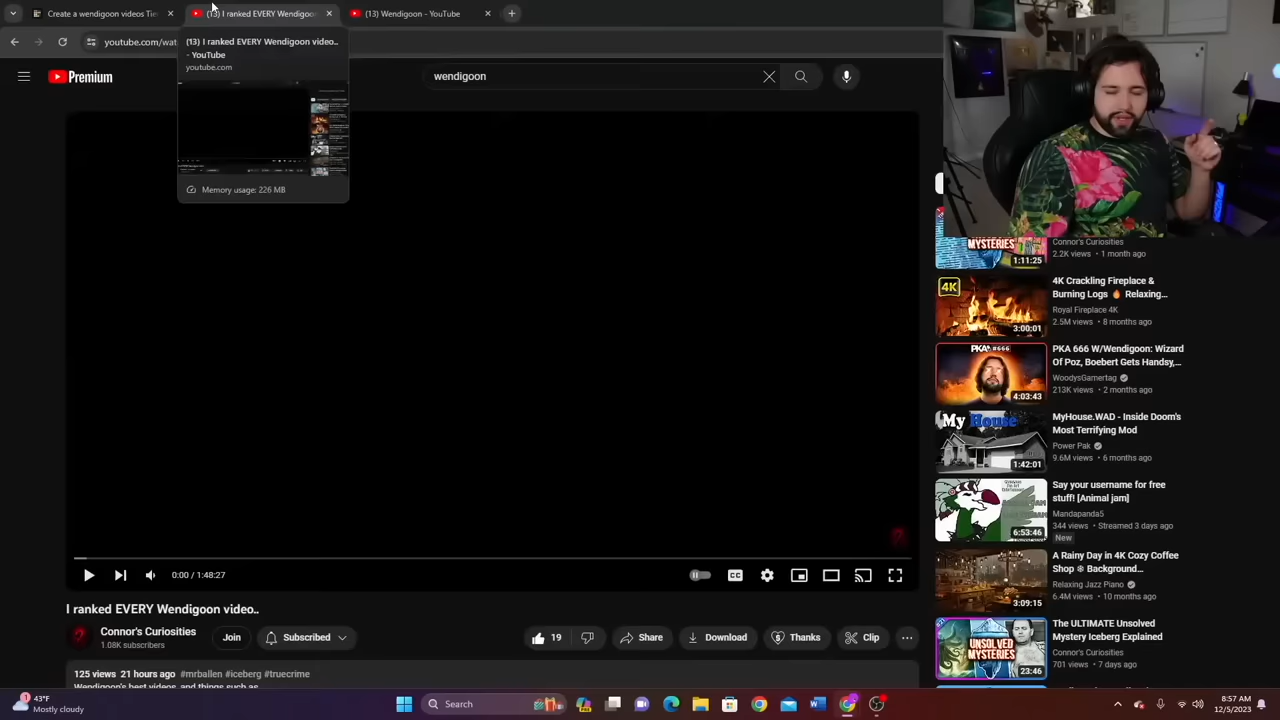 Create a wendigoon videos Tie
(13) I ranked EVERY Wendigoo
(13) Wendigoon - YouTube
youtube.com/wat
(13) I ranked EVERY Wendigoon video..
- YouTube
youtube.com
Memory usage: 226 MB
Premium
wendigoon
MYSTERIES
1:11:25
Connor's Curiosities
2.2K views • 1 month ago
4K
3:00:01
4K Crackling Fireplace &
Burning Logs 🔥 Relaxing...
Royal Fireplace 4K
2.5M views • 8 months ago
PKA #666
4:03:43
PKA 666 W/Wendigoon: Wizard
Of Poz, Boebert Gets Handsy,...
WoodysGamertag
213K views • 2 months ago
My House
1:42:01
MyHouse.WAD - Inside Doom's
Most Terrifying Mod
Power Pak
9.6M views • 6 months ago
6:53:46
Say your username for free
stuff! [Animal jam]
Mandapanda5
344 views • Streamed 3 days ago
New
3:09:15
A Rainy Day in 4K Cozy Coffee
Shop ❄ Background...
Relaxing Jazz Piano
6.4M views • 10 months ago
UNSOLVED
MYSTERIES
23:46
The ULTIMATE Unsolved
Mystery Iceberg Explained
Connor's Curiosities
701 views • 7 days ago
0:00 / 1:48:27
I ranked EVERY Wendigoon video..
Connor's Curiosities
1.08K subscribers
Join
Subscribed
Share
Download
Thanks
Clip
125 views 21 hours ago #mrballen #iceberg
Wendigoon's best, and things such as
43°F
Mostly cloudy
Search
8:57 AM
12/5/2023